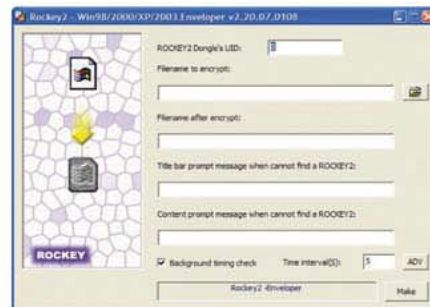 Rockey2 - Win98/2000/XP/2003 Enveloper v2.20.07.0108
ROCKEY2 Dongle's UID:
Filename to encrypt:
Filename after encrypt:
Title bar prompt message when cannot find a ROCKEY2:
Content prompt message when cannot find a ROCKEY2:
ROCKEY
Background timing check
Time interval(S):
5
ADV
Rockey2 -Enveloper
Make